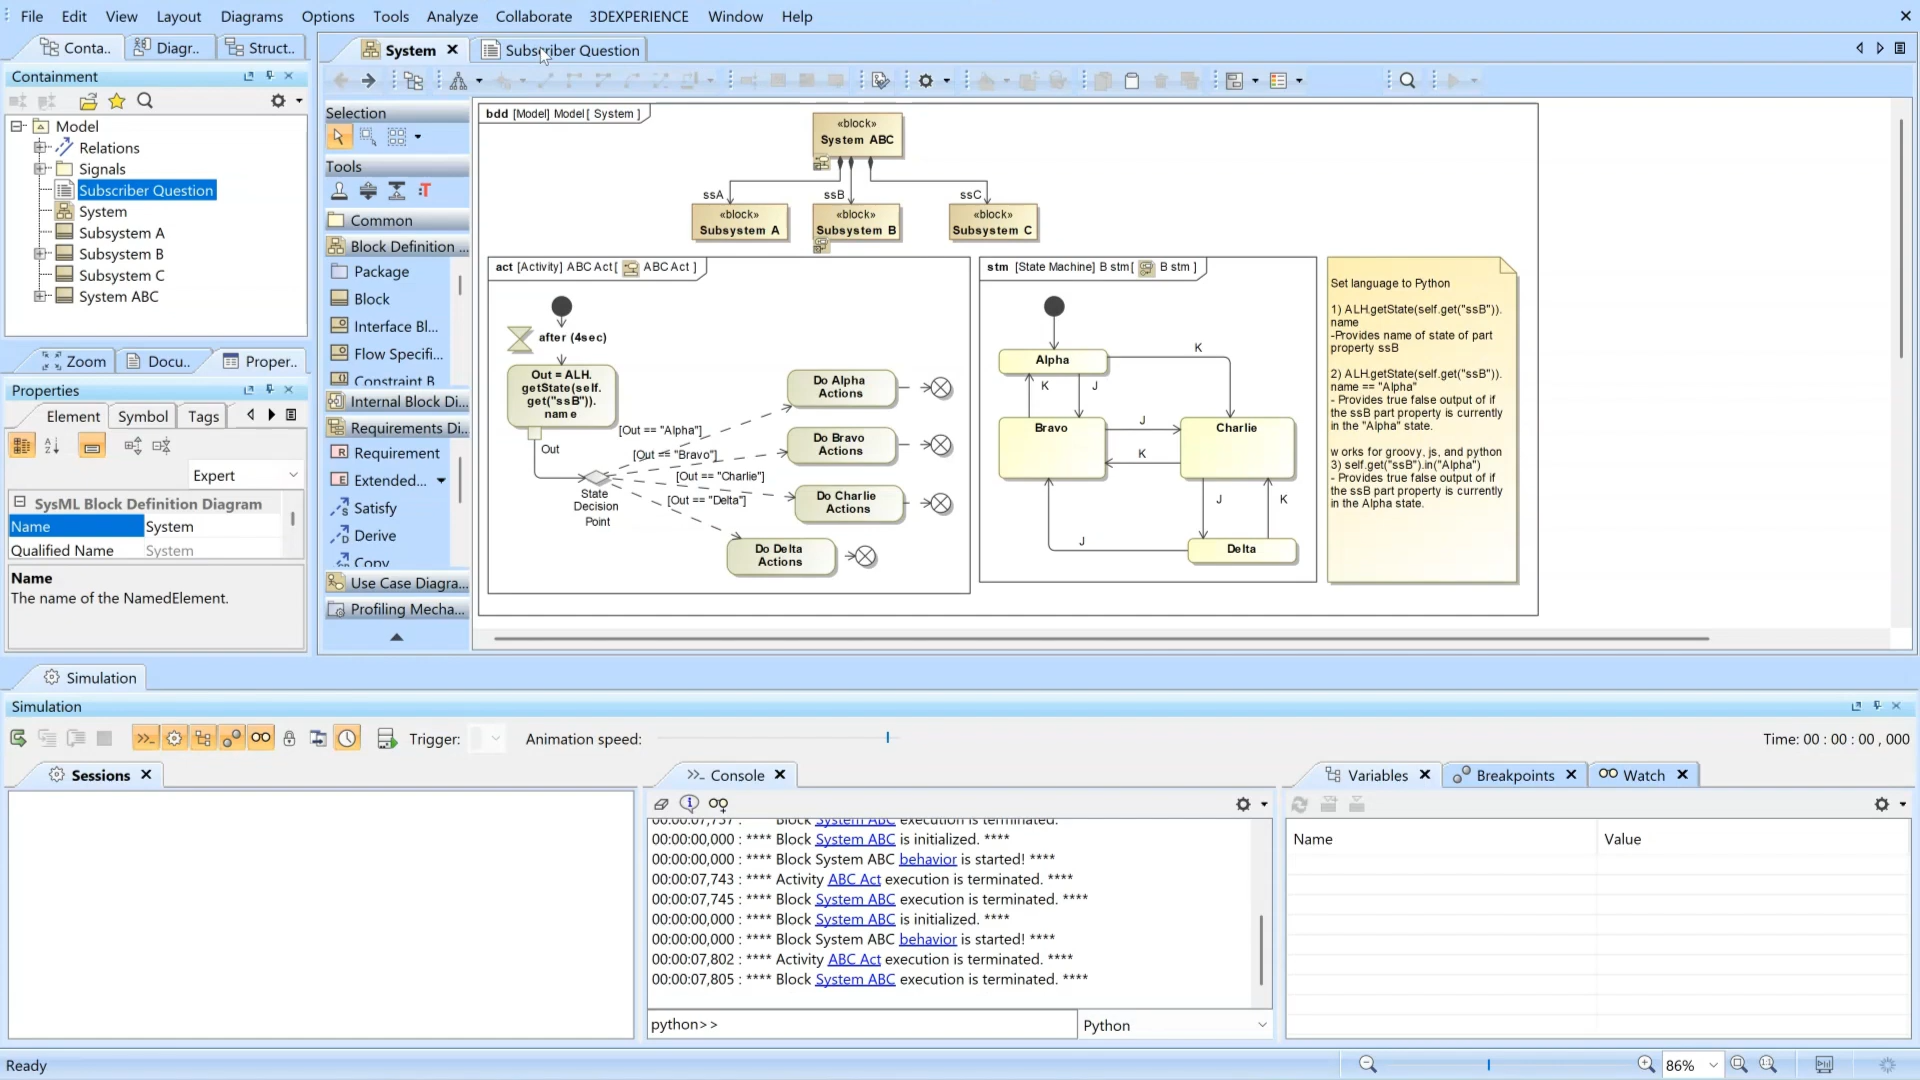 File Edit View Layout Diagrams Options Tools Analyze Collaborate 3DEXPERIENCE Window Help
Conta.. Diagr.. Struct..
System Subscriber Question
Containment
Model
Relations
Signals
Subscriber Question
System
Subsystem A
Subsystem B
Subsystem C
System ABC
Zoom Docu.. Proper..
Properties
Element Symbol Tags
Expert
SysML Block Definition Diagram
Name System
Qualified Name System
Name
The name of the NamedElement.
Selection
Tools
Common
Block Definition ...
Package
Block
Interface Bl...
Flow Specifi...
Constraint B
Internal Block Di...
Requirements Di...
Requirement
Extended...
Satisfy
Derive
Copy
Use Case Diagra...
Profiling Mecha...
bdd [Model] Model[ System ]
«block»
System ABC
ssA ssB ssC
«block»
Subsystem A
«block»
Subsystem B
«block»
Subsystem C
act [Activity] ABC Act[ ABC Act ]
after (4sec)
Out = ALH.
getState(self.
get("ssB")).
name
Out
State
Decision
Point
[Out == "Alpha"]
[Out == "Bravo"]
[Out == "Charlie"]
[Out == "Delta"]
Do Alpha
Actions
Do Bravo
Actions
Do Charlie
Actions
Do Delta
Actions
stm [State Machine] B stm[ B stm ]
Alpha
K
K J
Bravo
J
K
Charlie
J K
J
Delta
Set language to Python
1) ALH.getState(self.get("ssB")).
name
-Provides name of state of part
property ssB
2) ALH.getState(self.get("ssB")).
name == "Alpha"
- Provides true false output of if
the ssB part property is currently
in the "Alpha" state.
works for groovy, js, and python
3) self.get("ssB").in("Alpha")
- Provides true false output of if
the ssB part property is currently
in the Alpha state.
Simulation
Simulation
Trigger: Animation speed: Time: 00 : 00 : 00 , 000
Sessions
Console
00:00:07,737 : **** Block System ABC execution is terminated. ****
00:00:00,000 : **** Block System ABC is initialized. ****
00:00:00,000 : **** Block System ABC behavior is started! ****
00:00:07,743 : **** Activity ABC Act execution is terminated. ****
00:00:07,745 : **** Block System ABC execution is terminated. ****
00:00:00,000 : **** Block System ABC is initialized. ****
00:00:00,000 : **** Block System ABC behavior is started! ****
00:00:07,802 : **** Activity ABC Act execution is terminated. ****
00:00:07,805 : **** Block System ABC execution is terminated. ****
python>> Python
Variables Breakpoints Watch
Name Value
Ready 86%